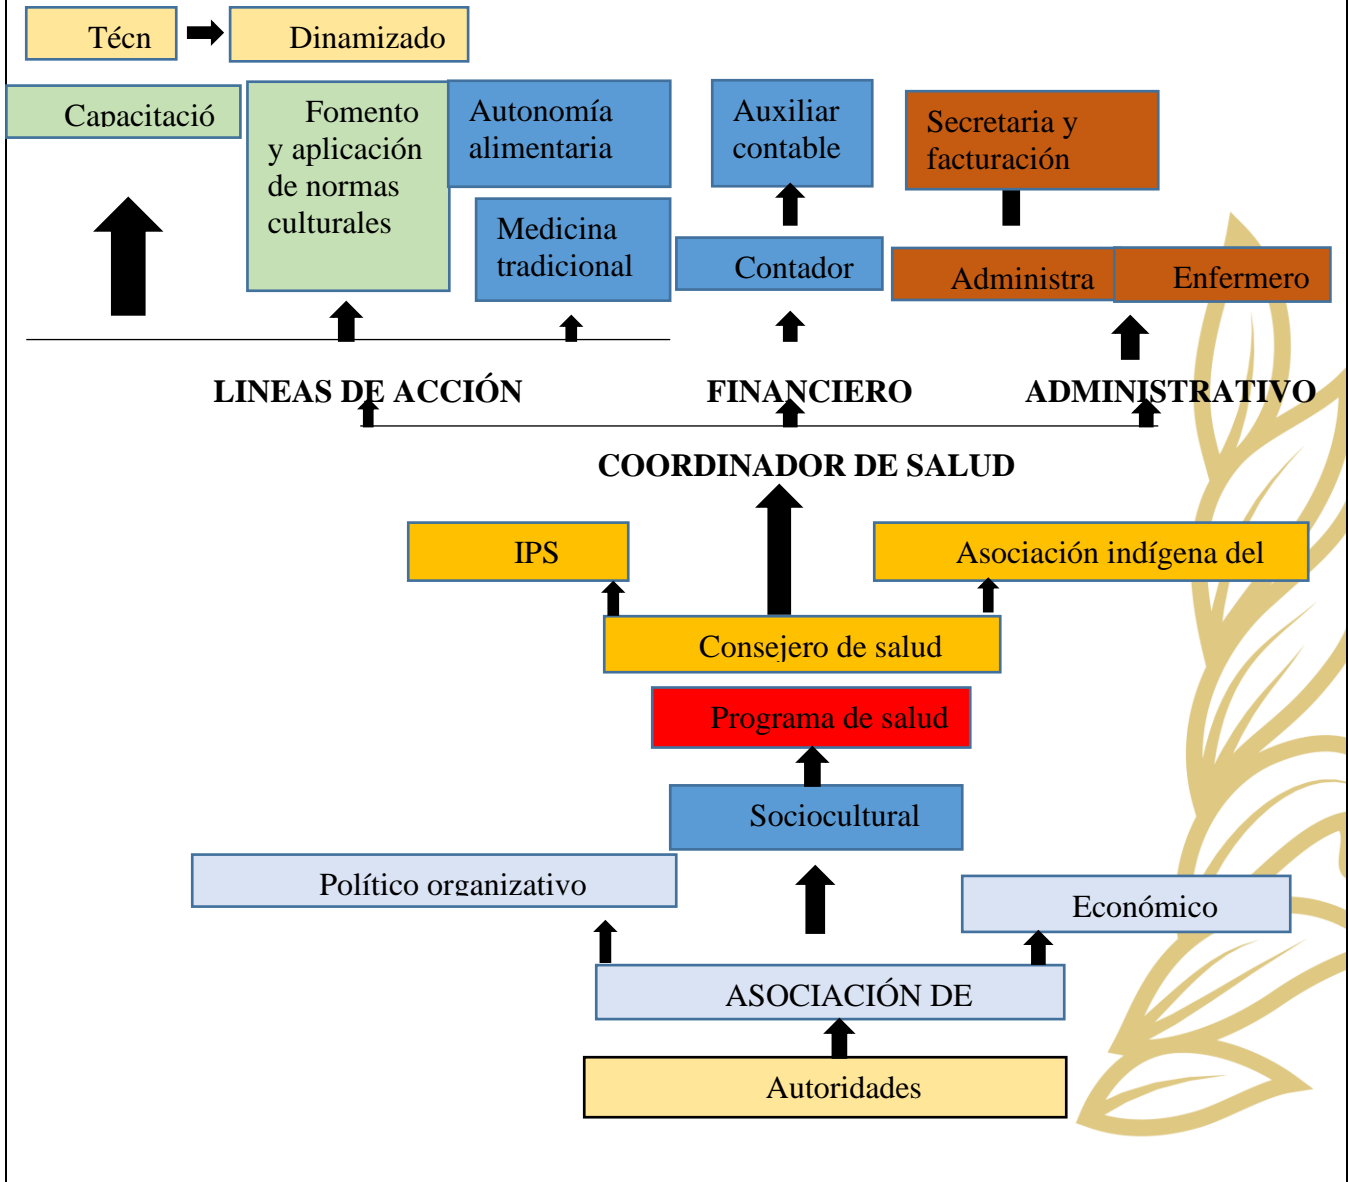 Técn
Dinamizado
Capacitació
Fomento
y aplicación
de normas
culturales
Autonomía
alimentaria
Medicina
tradicional
Auxiliar
contable
Contador
Secretaria y
facturación
Administra
Enfermero
LINEAS DE ACCIÓN
FINANCIERO
ADMINISTRATIVO
COORDINADOR DE SALUD
IPS
Asociación indígena del
Consejero de salud
Programa de salud
Sociocultural
Político organizativo
Económico
ASOCIACIÓN DE
Autoridades